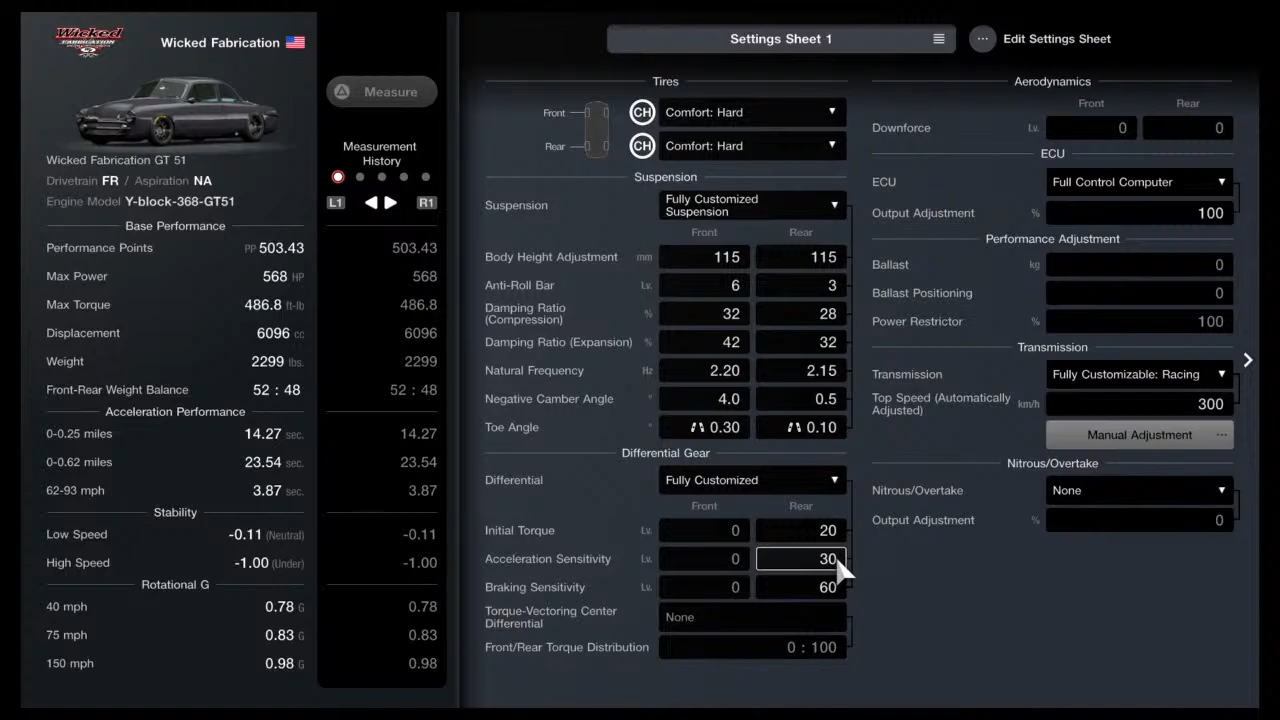 Wicked
FABRICATION
Wicked Fabrication
Wicked Fabrication GT 51
Drivetrain FR / Aspiration NA
Engine Model Y-block-368-GT51
Base Performance
Performance Points PP 503.43
Max Power 568 HP
Max Torque 486.8 ft-lb
Displacement 6096 cc
Weight 2299 lbs.
Front-Rear Weight Balance 52 : 48
Acceleration Performance
0-0.25 miles 14.27 sec.
0-0.62 miles 23.54 sec.
62-93 mph 3.87 sec.
Stability
Low Speed -0.11 (Neutral)
High Speed -1.00 (Under)
Rotational G
40 mph 0.78 G
75 mph 0.83 G
150 mph 0.98 G
Measure
Measurement
History
L1 R1
503.43
568
486.8
6096
2299
52 : 48
14.27
23.54
3.87
-0.11
-1.00
0.78
0.83
0.98
Settings Sheet 1
Edit Settings Sheet
Tires
Front CH Comfort: Hard
Rear CH Comfort: Hard
Suspension
Suspension Fully Customized
Suspension
Front Rear
Body Height Adjustment mm 115 115
Anti-Roll Bar Lv. 6 3
Damping Ratio
(Compression) % 32 28
Damping Ratio (Expansion) % 42 32
Natural Frequency Hz 2.20 2.15
Negative Camber Angle ° 4.0 0.5
Toe Angle ° 0.30 0.10
Differential Gear
Differential Fully Customized
Front Rear
Initial Torque Lv. 0 20
Acceleration Sensitivity Lv. 0 30
Braking Sensitivity Lv. 0 60
Torque-Vectoring Center
Differential None
Front/Rear Torque Distribution 0 : 100
Aerodynamics
Front Rear
Downforce Lv. 0 0
ECU
ECU Full Control Computer
Output Adjustment % 100
Performance Adjustment
Ballast kg 0
Ballast Positioning 0
Power Restrictor % 100
Transmission
Transmission Fully Customizable: Racing
Top Speed (Automatically
Adjusted) km/h 300
Manual Adjustment
Nitrous/Overtake
Nitrous/Overtake None
Output Adjustment % 0